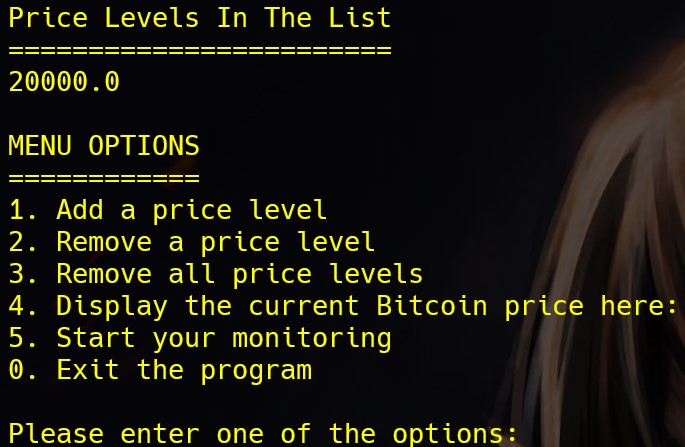 Price Levels In The List
========================
20000.0
MENU OPTIONS
============
1. Add a price level
2. Remove a price level
3. Remove all price levels
4. Display the current Bitcoin price here:
5. Start your monitoring
0. Exit the program
Please enter one of the options: